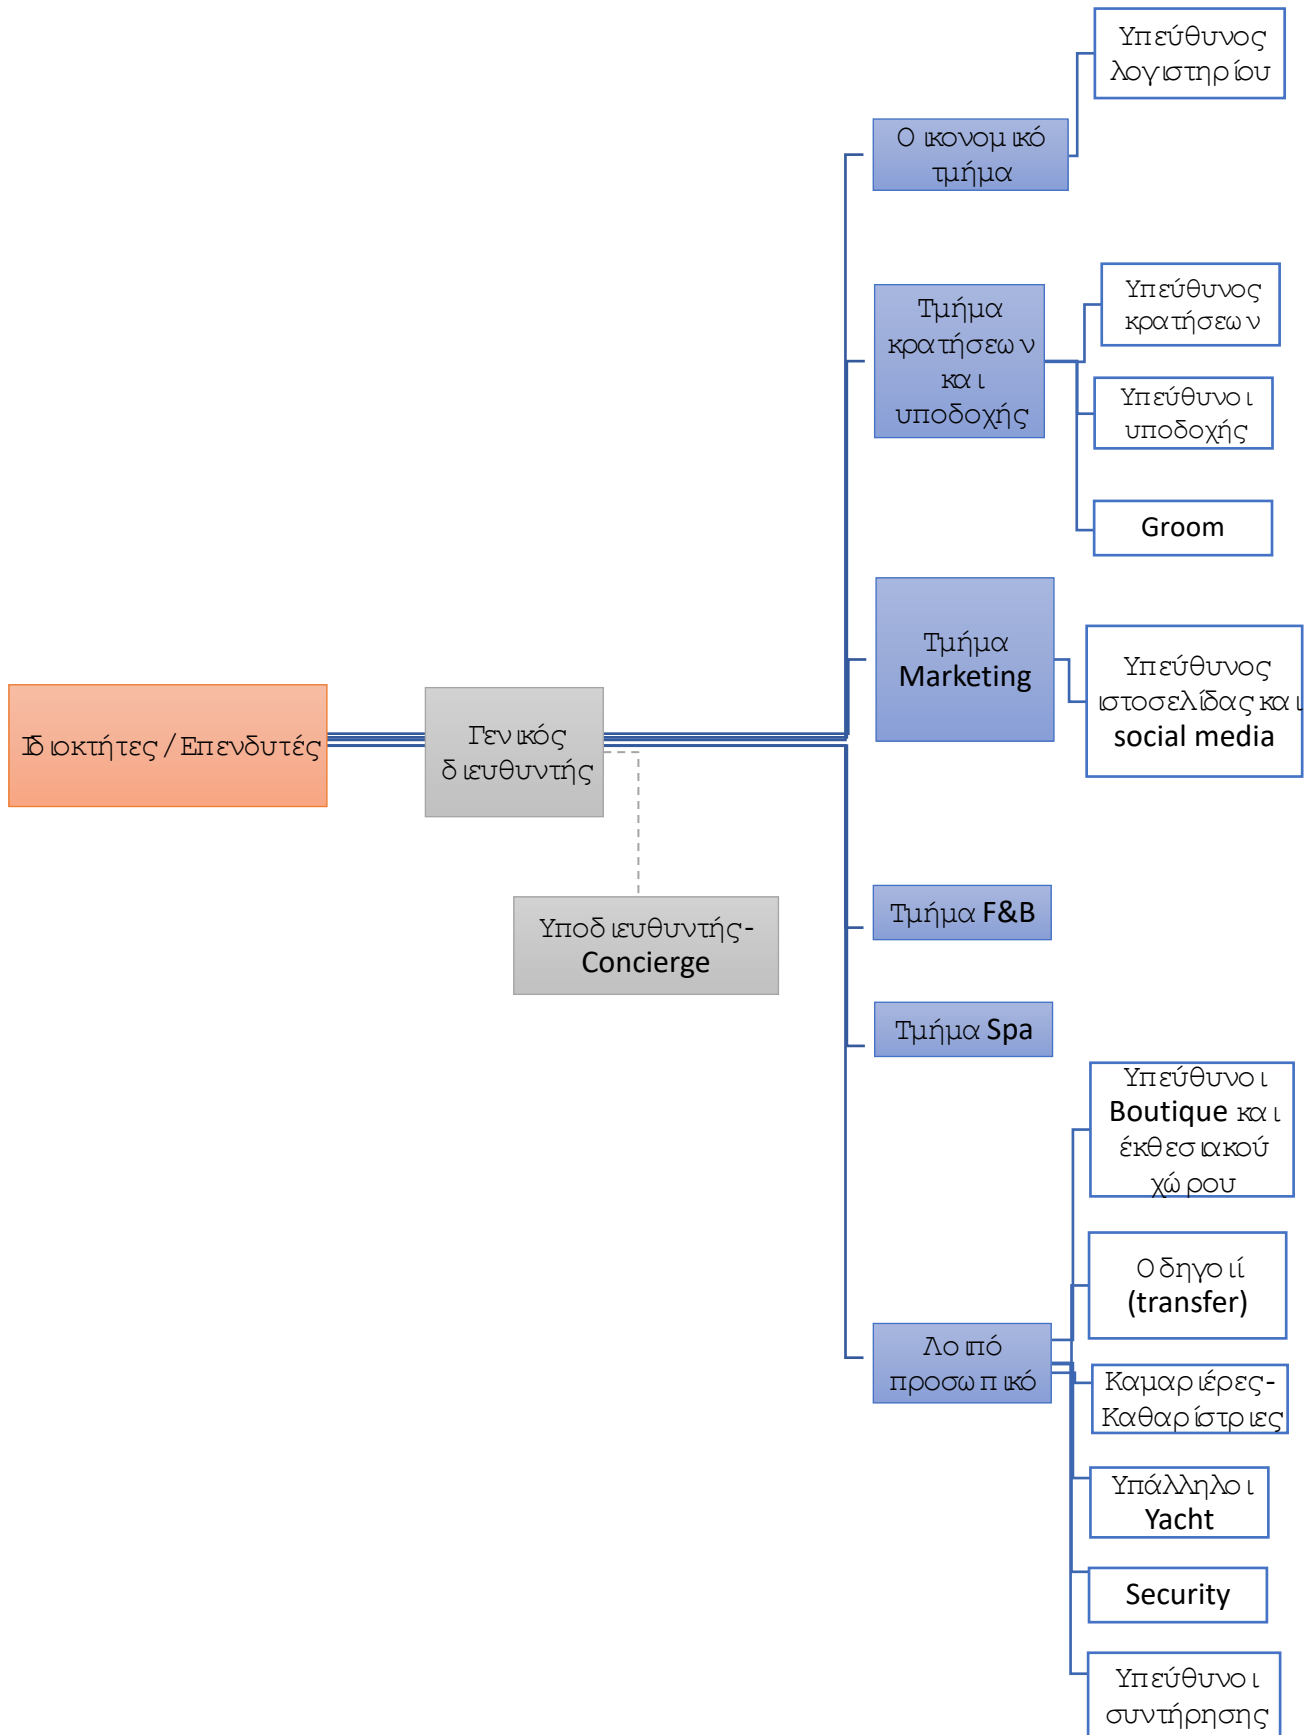 Υπεύθυνος
λογιστηρίου
Οικονομικό
τμήμα
Υπεύθυνος
κρατήσεων
Τμήμα
κρατήσεων
και
υποδοχής
Υπεύθυνοι
υποδοχής
Groom
Τμήμα
Marketing
Υπεύθυνος
ιστοσελίδας και
social media
Ιδιοκτήτες /Επενδυτές
Γενικός
διευθυντής
Υποδιευθυντής-
Concierge
Τμήμα F&B
Τμήμα Spa
Υπεύθυνοι
Boutique και
έκθεσιακού
χώρου
Οδηγοιί
(transfer)
Λοιπό
προσωπικό
Καμαριέρες-
Καθαρίστριες
Υπάλληλοι
Yacht
Security
Υπεύθυνοι
συντήρησης